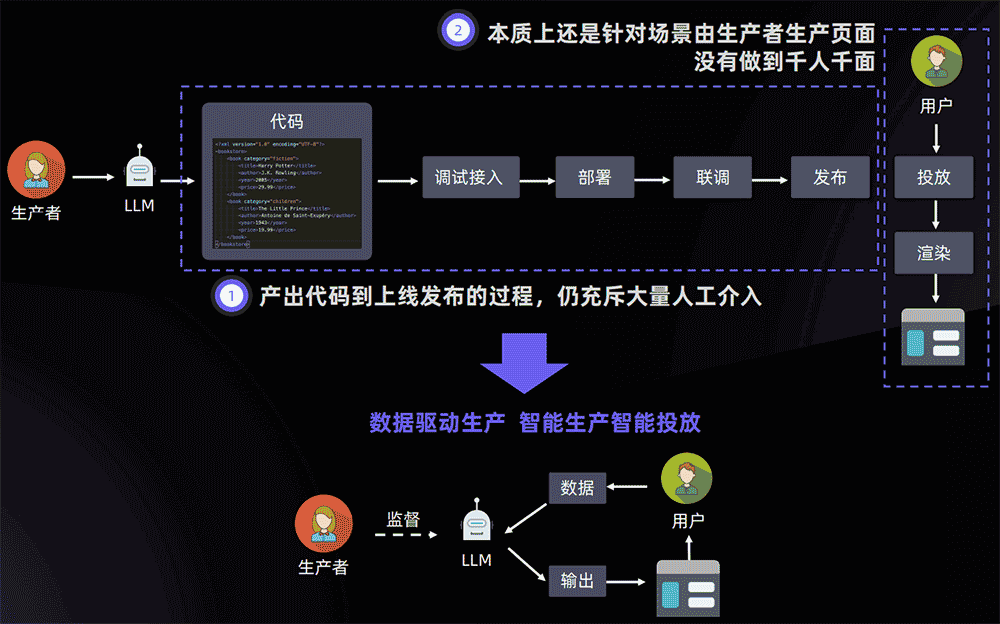 2
本质上还是针对场景由生产者生产页面
没有做到千人千面
用户
投放
渲染
生产者
LLM
代码
<?xml version="1.0" encoding="UTF-8"?>
<bookstore>
<book category="fiction">
<title>Harry Potter</title>
<author>J.K. Rowling</author>
<year>2005</year>
<price>29.99</price>
</book>
<book category="children">
<title>The Little Prince</title>
<author>Antoine de Saint-Exupéry</author>
<year>1943</year>
<price>19.99</price>
</book>
</bookstore>
调试接入
部署
联调
发布
1
产出代码到上线发布的过程，仍充斥大量人工介入
数据驱动生产 智能生产智能投放
生产者
监督
LLM
数据
输出
用户